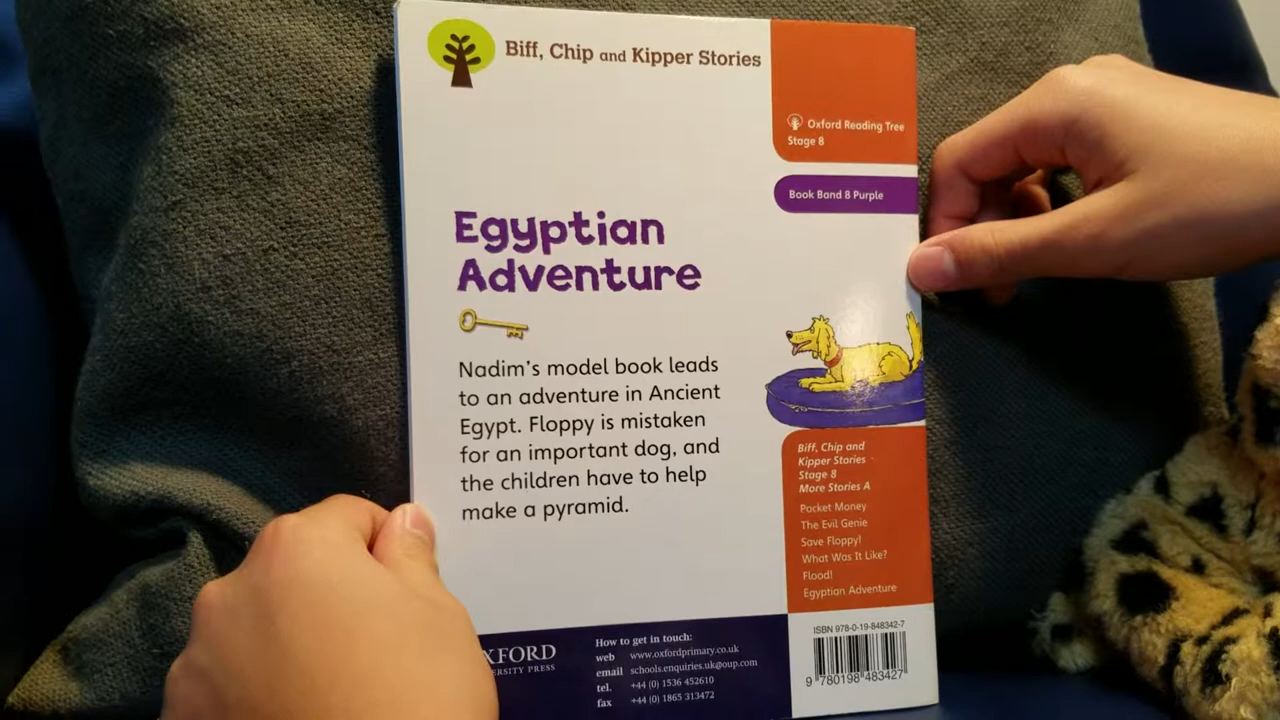 Biff, Chip and Kipper Stories
Oxford Reading Tree
Stage 8
Book Band 8 Purple
Egyptian
Adventure
Nadim's model book leads
to an adventure in Ancient
Egypt. Floppy is mistaken
for an important dog, and
the children have to help
make a pyramid.
Biff, Chip and
Kipper Stories
Stage 8
More Stories A
Pocket Money
The Evil Genie
Save Floppy!
What Was It Like?
Flood!
Egyptian Adventure
XFORD
ERSITY PRESS
How to get in touch:
web www.oxfordprimary.co.uk
email schools.enquiries.uk@oup.com
tel. +44 (0) 1536 452610
fax +44 (0) 1865 313472
ISBN 978-0-19-848342-7
9 780198 483427